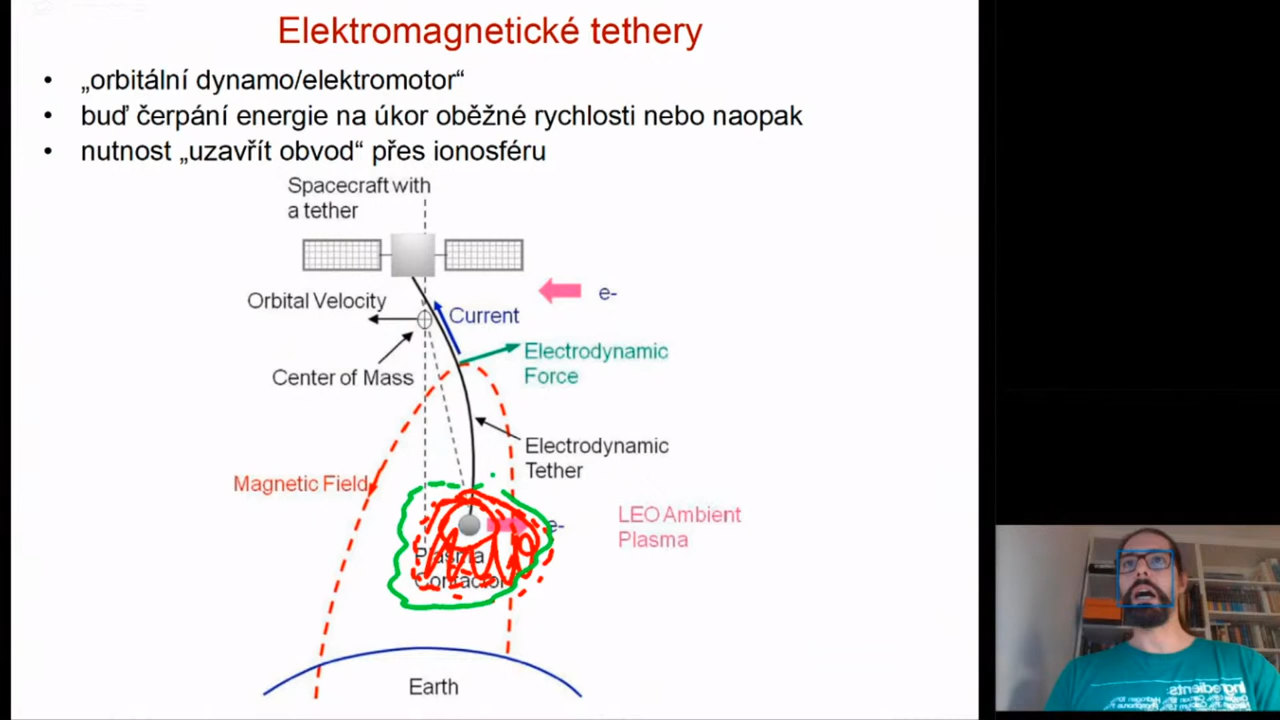 Elektromagnetické tethery
• „orbitální dynamo/elektromotor“
• buď čerpání energie na úkor oběžné rychlosti nebo naopak
• nutnost „uzavřít obvod“ přes ionosféru
Spacecraft with
a tether
e-
Orbital Velocity
Current
Electrodynamic
Force
Center of Mass
Electrodynamic
Tether
Magnetic Field
LEO Ambient
Plasma
e-
Plasma
Contactor
Earth
Ingredients: